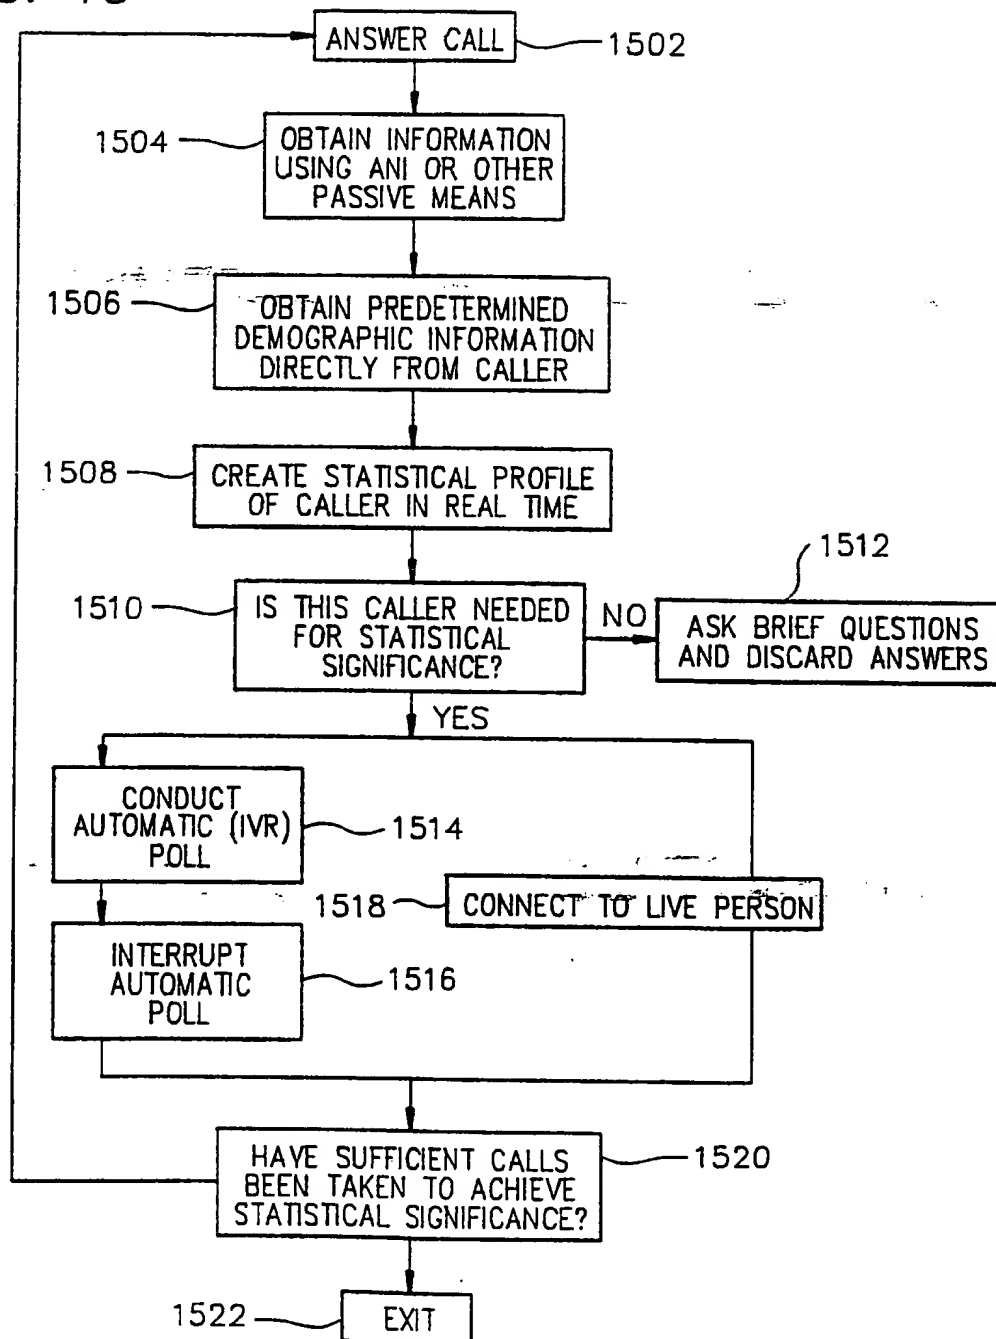 ANSWER CALL
1502
1504
OBTAIN INFORMATION
USING ANI OR OTHER
PASSIVE MEANS
1506
OBTAIN PREDETERMINED
DEMOGRAPHIC INFORMATION
DIRECTLY FROM CALLER
1508
CREATE STATISTICAL PROFILE
OF CALLER IN REAL TIME
1510
IS THIS CALLER NEEDED
FOR STATISTICAL
SIGNIFICANCE?
NO
1512
ASK BRIEF QUESTIONS
AND DISCARD ANSWERS
YES
CONDUCT
AUTOMATIC (IVR)
POLL
1514
1518
CONNECT TO LIVE PERSON
INTERRUPT
AUTOMATIC
POLL
1516
HAVE SUFFICIENT CALLS
BEEN TAKEN TO ACHIEVE
STATISTICAL SIGNIFICANCE?
1520
1522
EXIT